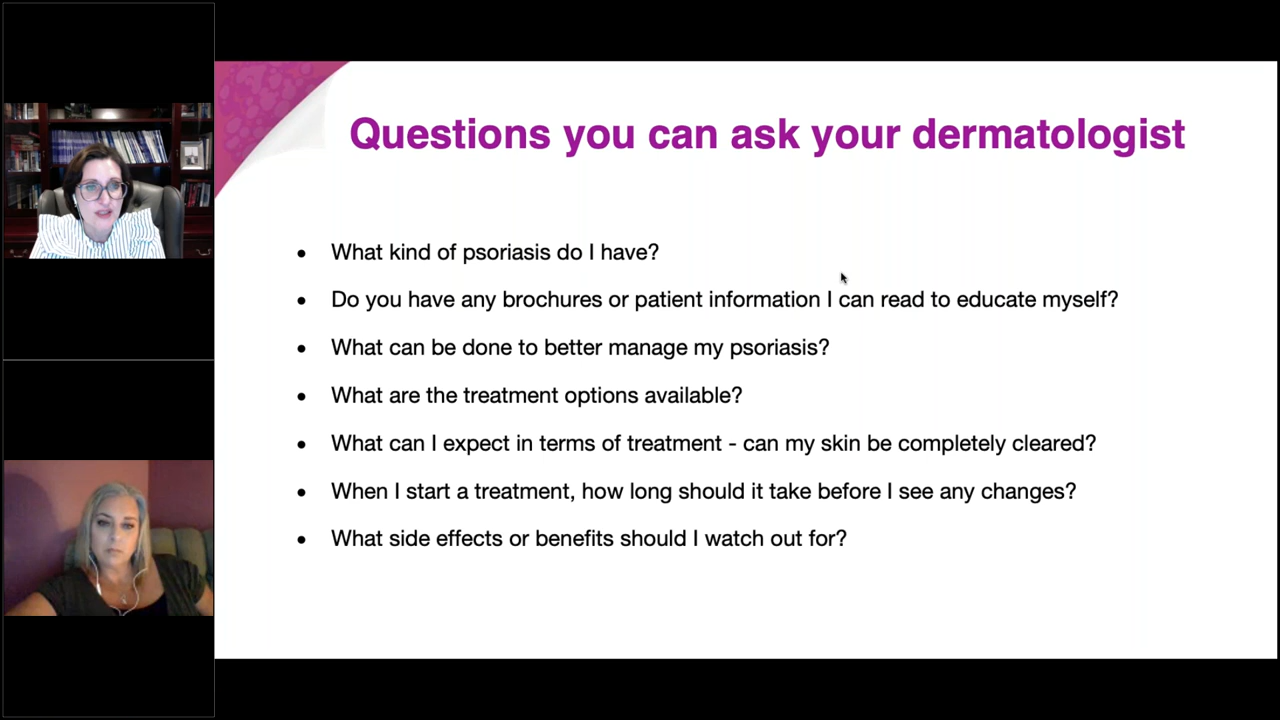 Questions you can ask your dermatologist
• What kind of psoriasis do I have?
• Do you have any brochures or patient information I can read to educate myself?
• What can be done to better manage my psoriasis?
• What are the treatment options available?
• What can I expect in terms of treatment - can my skin be completely cleared?
• When I start a treatment, how long should it take before I see any changes?
• What side effects or benefits should I watch out for?